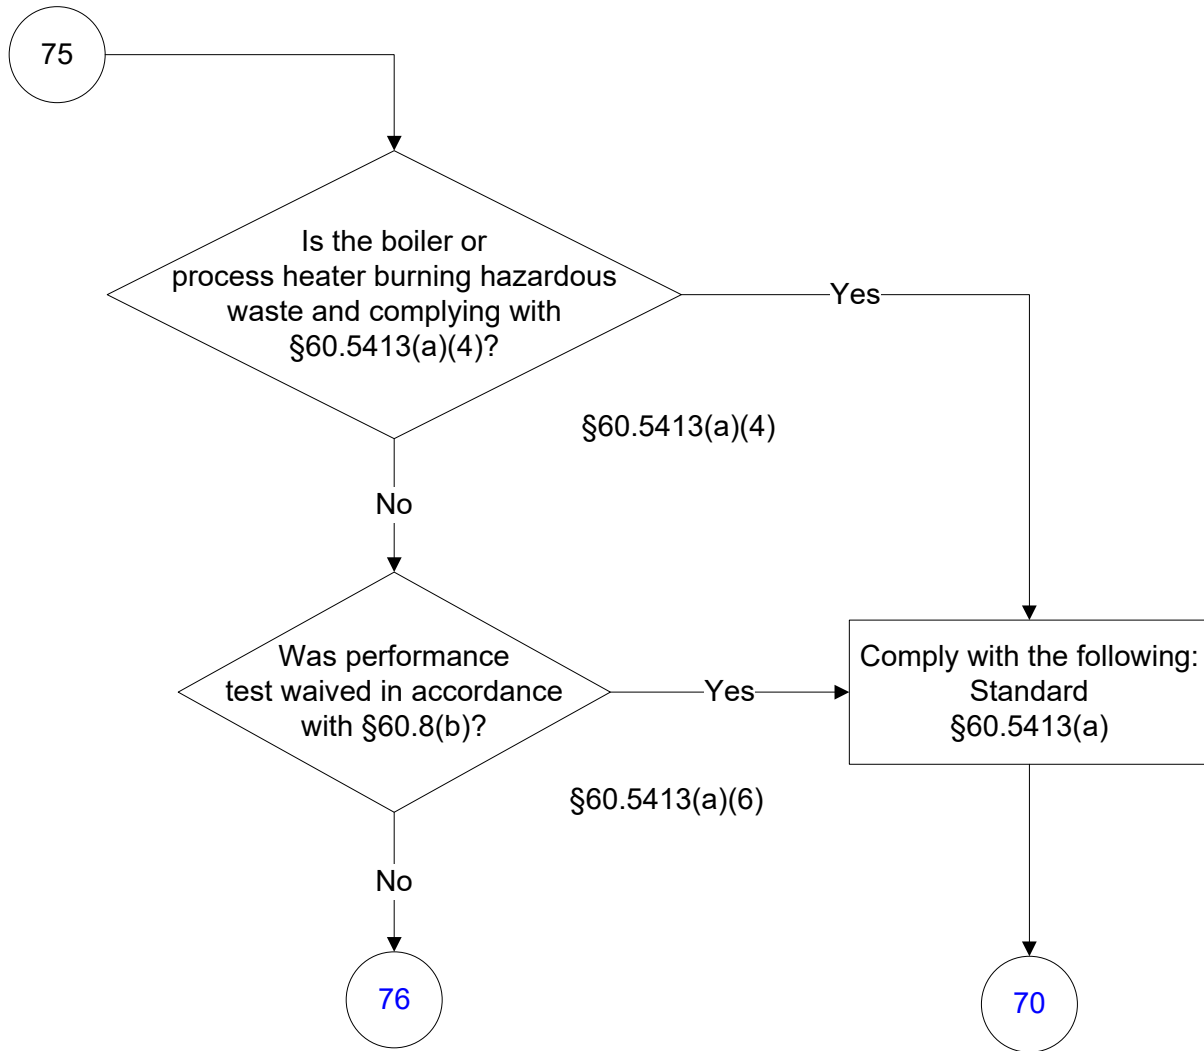 75
Is the boiler or
process heater burning hazardous
waste and complying with
§60.5413(a)(4)?
Yes
§60.5413(a)(4)
No
Was performance
test waived in accordance
with §60.8(b)?
Yes
Comply with the following:
Standard
§60.5413(a)
§60.5413(a)(6)
No
76
70